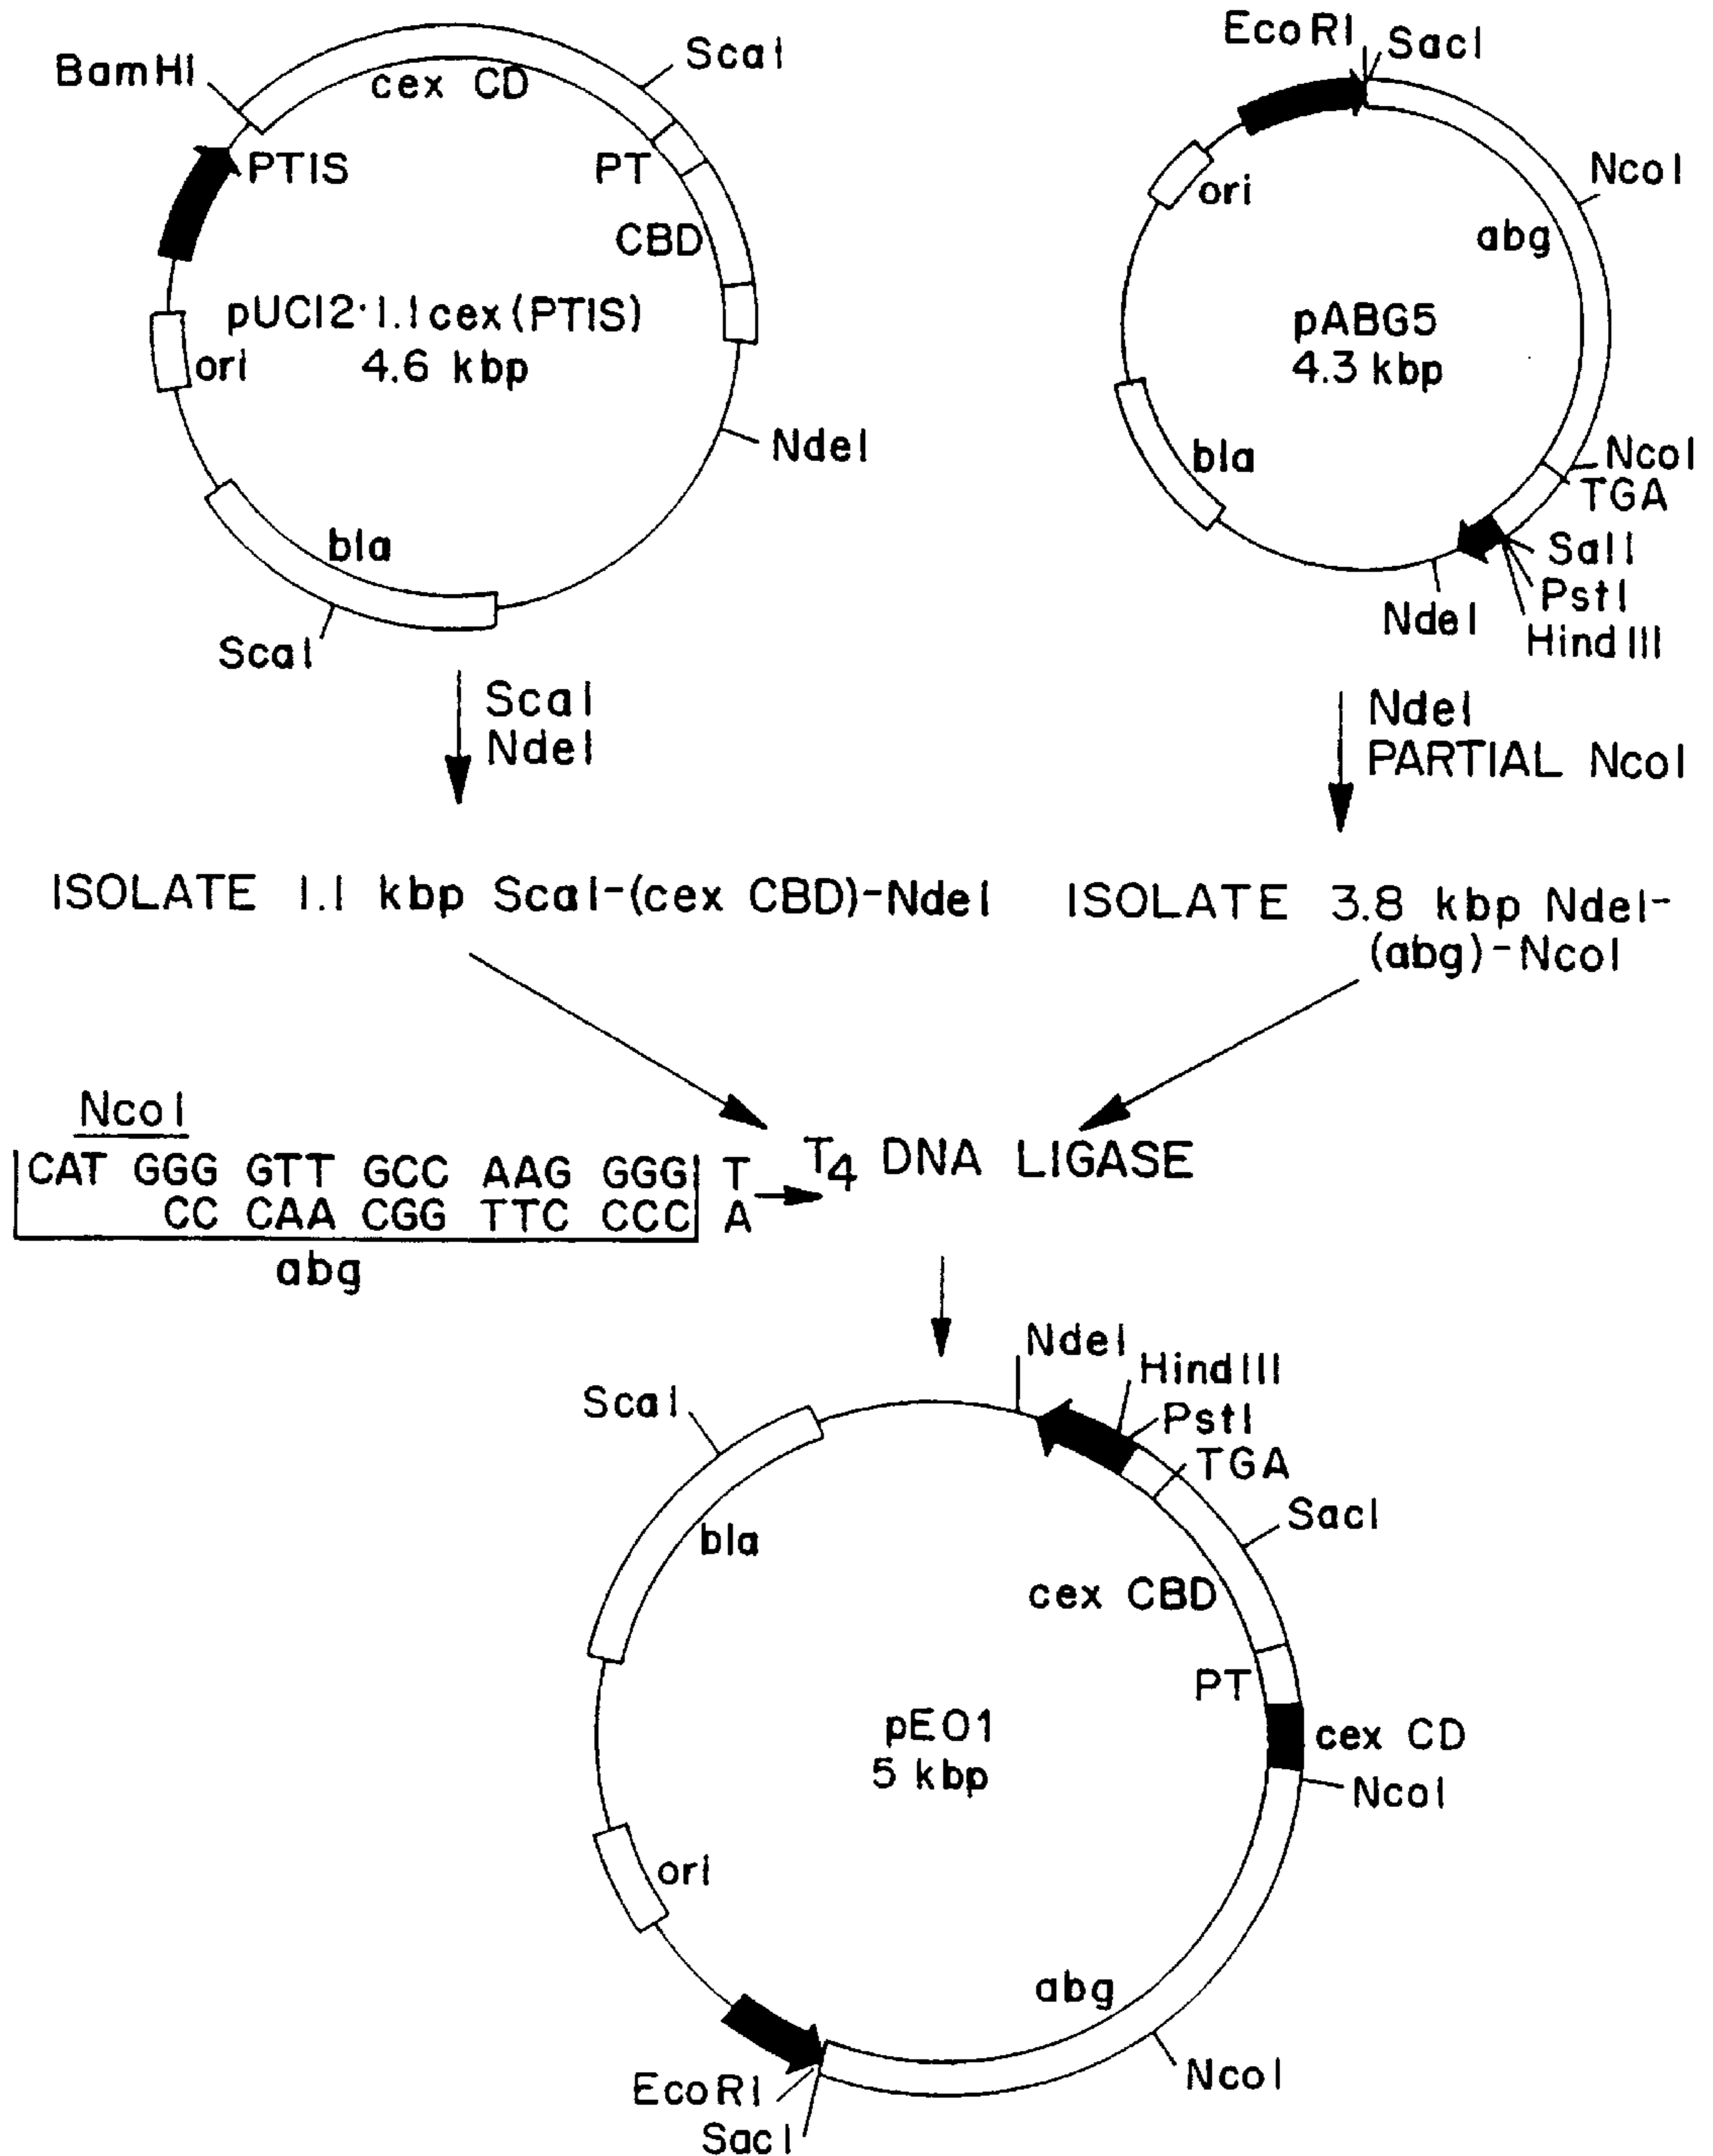 BamHI
cex CD
ScaI
PTIS
PT
CBD
pUC12·1.1cex(PTIS)
4.6 kbp
ori
NdeI
bla
ScaI
EcoRI
SacI
ori
NcoI
abg
pABG5
4.3 kbp
bla
NcoI
TGA
SalI
PstI
HindIII
NdeI
ScaI
NdeI
NdeI
PARTIAL NcoI
ISOLATE 1.1 kbp ScaI-(cex CBD)-NdeI
ISOLATE 3.8 kbp NdeI-
(abg)-NcoI
NcoI
CAT GGG GTT GCC AAG GGG T
CC CAA CGG TTC CCC A
abg
T4 DNA LIGASE
NdeI
HindIII
PstI
TGA
SacI
ScaI
bla
cex CBD
PT
cex CD
NcoI
pEO1
5 kbp
ori
abg
NcoI
EcoRI
SacI